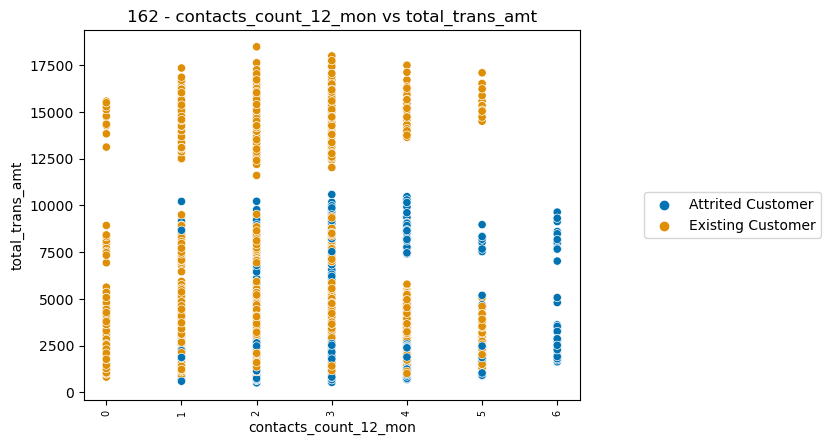 162 - contacts_count_12_mon vs total_trans_amt
17500
15000
12500
10000
7500
5000
2500
0
total_trans_amt
0 1 2 3 4 5 6
contacts_count_12_mon
Attrited Customer
Existing Customer